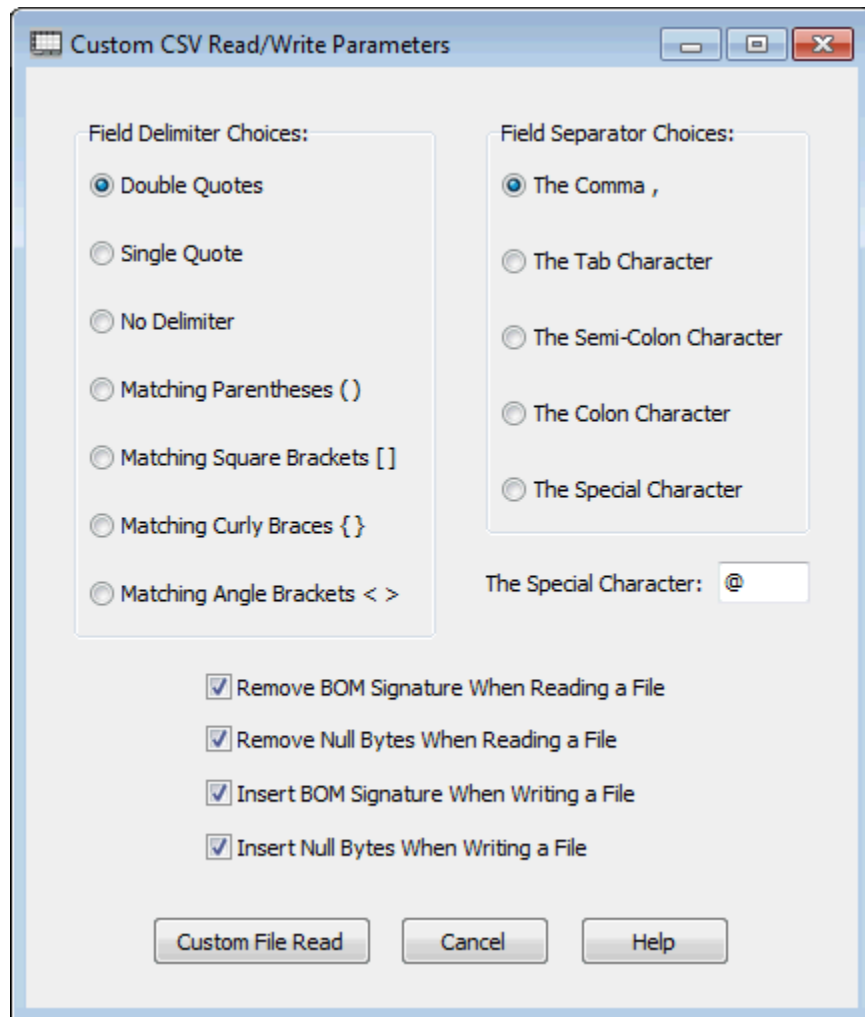 Custom CSV Read/Write Parameters
Field Delimiter Choices:
Double Quotes
Single Quote
No Delimiter
Matching Parentheses ( )
Matching Square Brackets [ ]
Matching Curly Braces { }
Matching Angle Brackets < >
Field Separator Choices:
The Comma ,
The Tab Character
The Semi-Colon Character
The Colon Character
The Special Character
The Special Character: @
Remove BOM Signature When Reading a File
Remove Null Bytes When Reading a File
Insert BOM Signature When Writing a File
Insert Null Bytes When Writing a File
Custom File Read Cancel Help